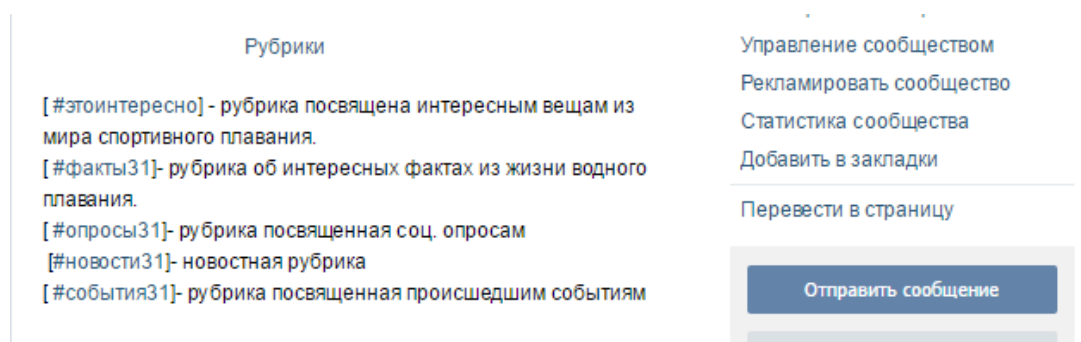 Рубрики
[ #этоинтересно] - рубрика посвящена интересным вещам из
мира спортивного плавания.
[ #факты31]- рубрика об интересных фактах из жизни водного
плавания.
[ #опросы31]- рубрика посвященная соц. опросам
[#новости31]- новостная рубрика
[ #события31]- рубрика посвященная происшедшим событиям
Управление сообществом
Рекламировать сообщество
Статистика сообщества
Добавить в закладки
Перевести в страницу
Отправить сообщение